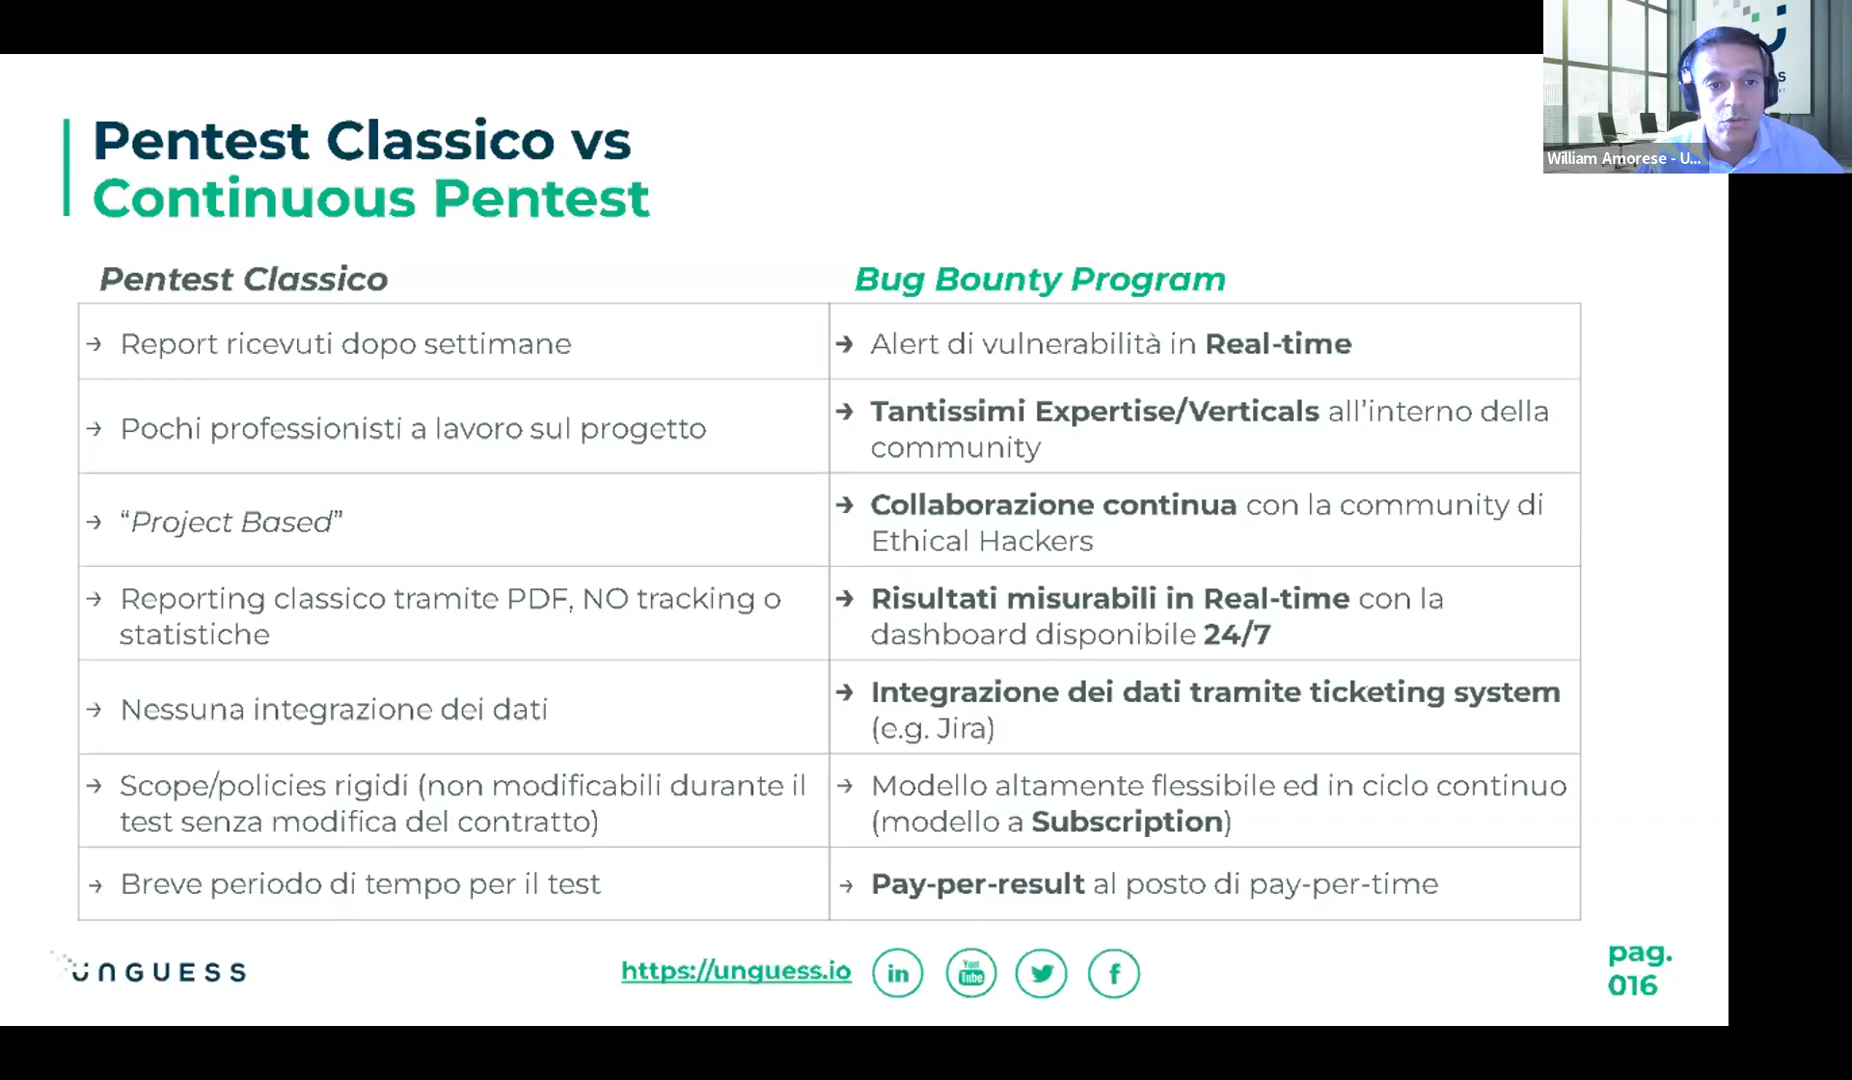 William Amorese - U...
Pentest Classico vs
Continuous Pentest
Pentest Classico
Bug Bounty Program
→ Report ricevuti dopo settimane
→ Alert di vulnerabilità in Real-time
→ Pochi professionisti a lavoro sul progetto
→ Tantissimi Expertise/Verticals all’interno della
community
→ “Project Based”
→ Collaborazione continua con la community di
Ethical Hackers
→ Reporting classico tramite PDF, NO tracking o
statistiche
→ Risultati misurabili in Real-time con la
dashboard disponibile 24/7
→ Nessuna integrazione dei dati
→ Integrazione dei dati tramite ticketing system
(e.g. Jira)
→ Scope/policies rigidi (non modificabili durante il
test senza modifica del contratto)
→ Modello altamente flessibile ed in ciclo continuo
(modello a Subscription)
→ Breve periodo di tempo per il test
→ Pay-per-result al posto di pay-per-time
UNGUESS
https://unguess.io
in
You
Tube
f
pag.
016